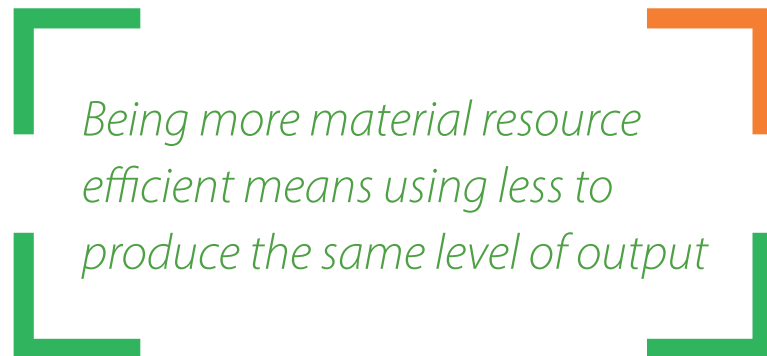 Being more material resource
efficient means using less to
produce the same level of output